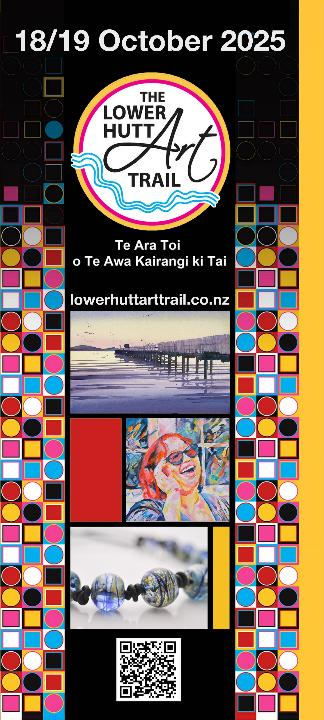 18/19 October 2025
THE
LOWER
HUTT Art
TRAIL
Te Ara Toi
o Te Awa Kairangi ki Tai
lowerhuttarttrail.co.nz